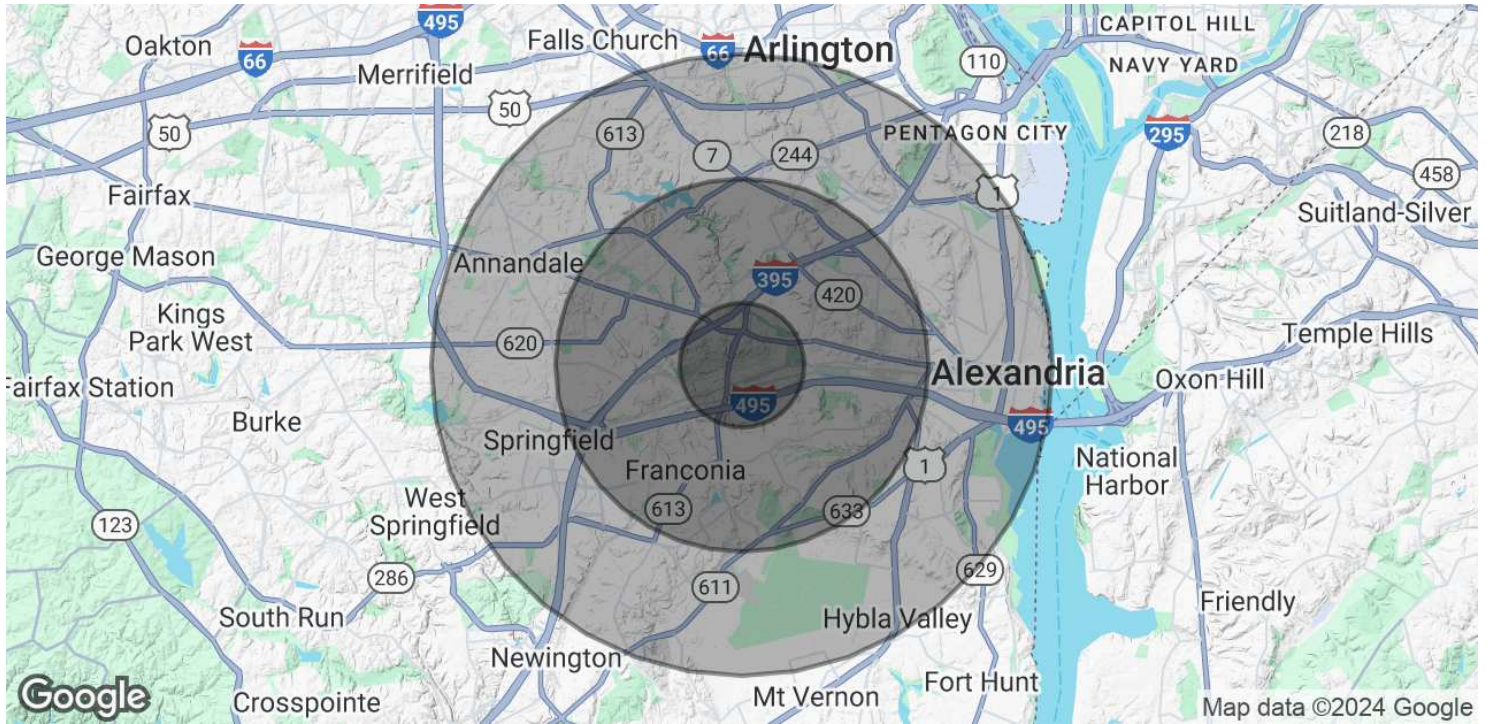 495
CAPITOL HILL
Oakton
66
Falls Church
66
Arlington
110
NAVY YARD
Merrifield
50
50
613
7
244
PENTAGON CITY
295
218
458
Fairfax
1
Suitland-Silver
George Mason
Annandale
395
420
Kings
Park West
620
Temple Hills
Fairfax Station
Alexandria
Oxon Hill
495
Burke
495
Springfield
Franconia
1
National
Harbor
West
Springfield
613
633
123
286
611
629
South Run
Hybla Valley
Friendly
Newington
Mt Vernon
Fort Hunt
Google
Crosspointe
Map data ©2024 Google